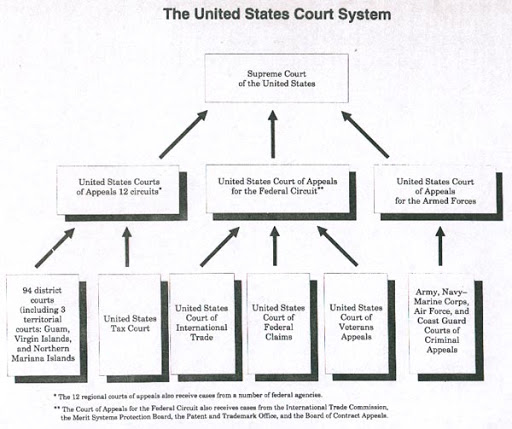 The United States Court System
Supreme Court
of the United States
United States Courts
of Appeals 12 circuits*
United States Court of Appeals
for the Federal Circuit**
United States Court
of Appeals
for the Armed Forces
94 district
courts
(including 3
territorial
courts: Guam,
Virgin Islands,
and Northern
Mariana Islands
United States
Tax Court
United States
Court of
International
Trade
United States
Court of
Federal
Claims
United States
Court of
Veterans
Appeals
Army, Navy–
Marine Corps,
Air Force, and
Coast Guard
Courts of
Criminal
Appeals
* The 12 regional courts of appeals also receive cases from a number of federal agencies.
** The Court of Appeals for the Federal Circuit also receives cases from the International Trade Commission,
the Merit Systems Protection Board, the Patent and Trademark Office, and the Board of Contract Appeals.